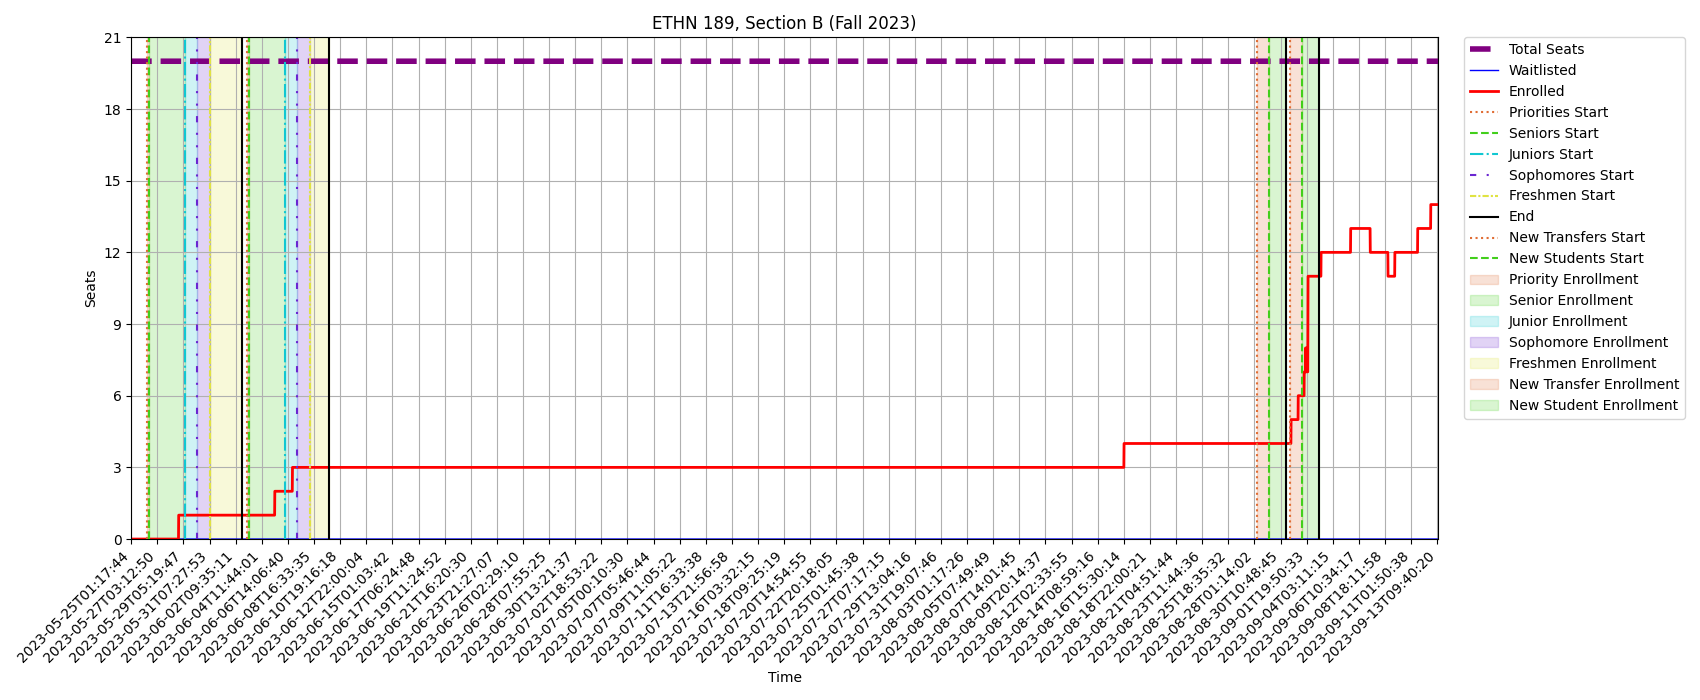 ETHN 189, Section B (Fall 2023)
21
18
15
12
9
6
3
0
Seats
2023-05-25T01:17:44
2023-05-27T03:12:50
2023-05-29T05:19:47
2023-05-31T07:27:53
2023-06-02T09:35:11
2023-06-04T11:44:01
2023-06-06T14:06:40
2023-06-08T16:33:35
2023-06-10T19:16:18
2023-06-12T22:00:04
2023-06-15T01:03:42
2023-06-17T06:24:48
2023-06-19T11:24:52
2023-06-21T16:20:30
2023-06-23T21:27:07
2023-06-26T02:29:10
2023-06-28T07:55:25
2023-06-30T13:21:37
2023-07-02T18:53:22
2023-07-05T00:10:30
2023-07-07T05:46:44
2023-07-09T11:05:22
2023-07-11T16:33:38
2023-07-13T21:56:58
2023-07-16T03:32:15
2023-07-18T09:25:19
2023-07-20T14:54:55
2023-07-22T20:18:05
2023-07-25T01:45:38
2023-07-27T07:17:15
2023-07-29T13:04:16
2023-07-31T19:07:46
2023-08-03T01:17:26
2023-08-05T07:49:49
2023-08-07T14:01:45
2023-08-09T20:14:37
2023-08-12T02:33:55
2023-08-14T08:59:16
2023-08-16T15:30:14
2023-08-18T22:00:21
2023-08-21T04:51:44
2023-08-23T11:44:36
2023-08-25T18:35:32
2023-08-28T01:14:02
2023-08-30T10:48:45
2023-09-01T19:50:33
2023-09-04T03:11:15
2023-09-06T10:34:17
2023-09-08T18:11:58
2023-09-11T01:50:38
2023-09-13T09:40:20
Time
Total Seats
Waitlisted
Enrolled
Priorities Start
Seniors Start
Juniors Start
Sophomores Start
Freshmen Start
End
New Transfers Start
New Students Start
Priority Enrollment
Senior Enrollment
Junior Enrollment
Sophomore Enrollment
Freshmen Enrollment
New Transfer Enrollment
New Student Enrollment